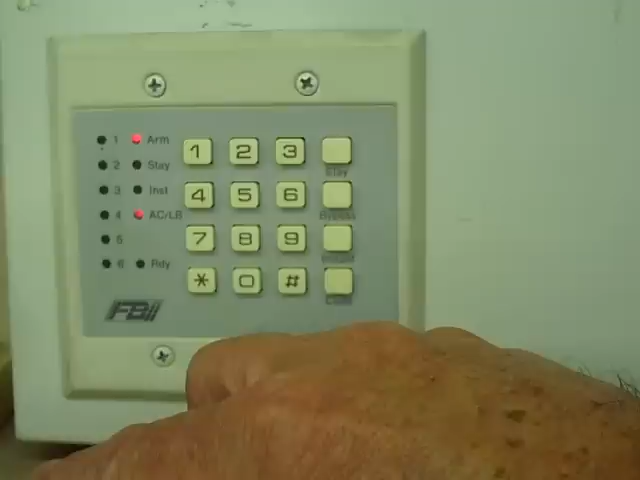 1 Arm 1 2 3
2 Stay Stay
3 Inst 4 5 6
4 AC/LB Bypass
5 7 8 9
6 Rdy * 0 #
FBII